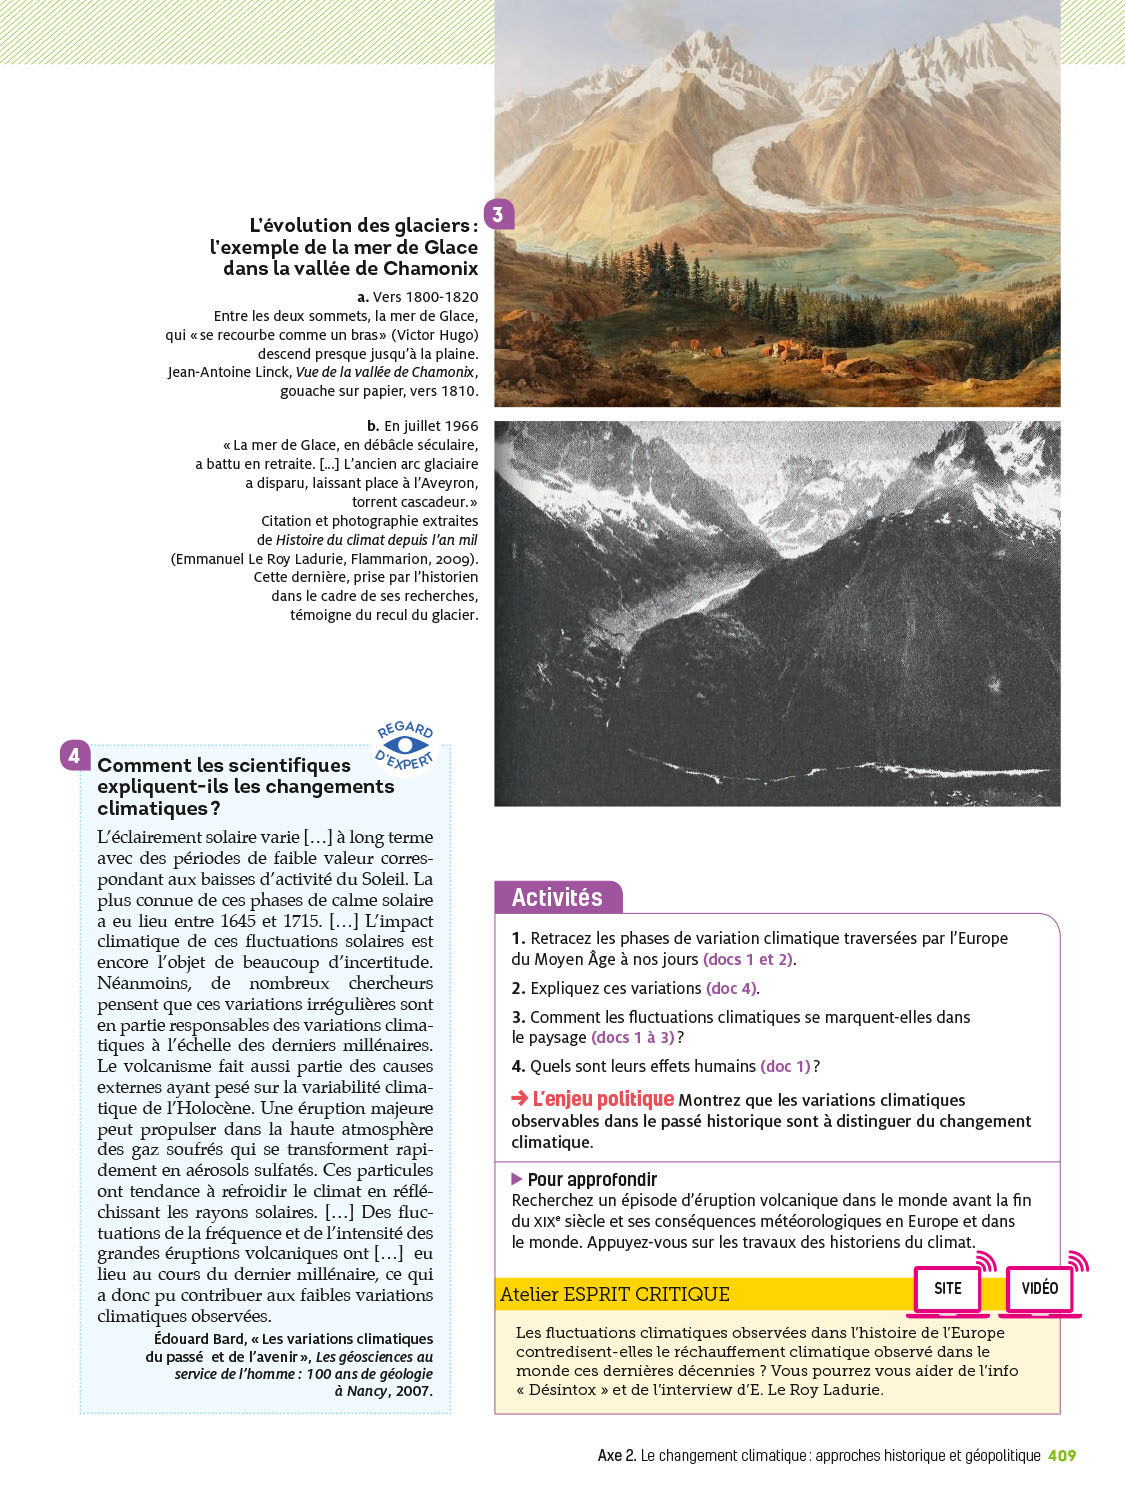 3
L'évolution des glaciers :
l'exemple de la mer de Glace
dans la vallée de Chamonix
a. Vers 1800-1820
Entre les deux sommets, la mer de Glace,
qui « se recourbe comme un bras » (Victor Hugo)
descend presque jusqu'à la plaine.
Jean-Antoine Linck, Vue de la vallée de Chamonix,
gouache sur papier, vers 1810.
b. En juillet 1966
« La mer de Glace, en débâcle séculaire,
a battu en retraite. [...] L'ancien arc glaciaire
a disparu, laissant place à l'Aveyron,
torrent cascadeur. »
Citation et photographie extraites
de Histoire du climat depuis l'an mil
(Emmanuel Le Roy Ladurie, Flammarion, 2009).
Cette dernière, prise par l'historien
dans le cadre de ses recherches,
témoigne du recul du glacier.
REGARD
D'EXPERT
4
Comment les scientifiques
expliquent-ils les changements
climatiques ?
L'éclairement solaire varie […] à long terme
avec des périodes de faible valeur corres-
pondant aux baisses d'activité du Soleil. La
plus connue de ces phases de calme solaire
a eu lieu entre 1645 et 1715. […] L'impact
climatique de ces fluctuations solaires est
encore l'objet de beaucoup d'incertitude.
Néanmoins, de nombreux chercheurs
pensent que ces variations irrégulières sont
en partie responsables des variations clima-
tiques à l'échelle des derniers millénaires.
Le volcanisme fait aussi partie des causes
externes ayant pesé sur la variabilité clima-
tique de l'Holocène. Une éruption majeure
peut propulser dans la haute atmosphère
des gaz soufrés qui se transforment rapi-
dement en aérosols sulfatés. Ces particules
ont tendance à refroidir le climat en réflé-
chissant les rayons solaires. […] Des fluc-
tuations de la fréquence et de l'intensité des
grandes éruptions volcaniques ont […] eu
lieu au cours du dernier millénaire, ce qui
a donc pu contribuer aux faibles variations
climatiques observées.
Édouard Bard, « Les variations climatiques
du passé et de l'avenir », Les géosciences au
service de l'homme : 100 ans de géologie
à Nancy, 2007.
Activités
1. Retracez les phases de variation climatique traversées par l'Europe
du Moyen Âge à nos jours (docs 1 et 2).
2. Expliquez ces variations (doc 4).
3. Comment les fluctuations climatiques se marquent-elles dans
le paysage (docs 1 à 3) ?
4. Quels sont leurs effets humains (doc 1) ?
→ L'enjeu politique Montrez que les variations climatiques
observables dans le passé historique sont à distinguer du changement
climatique.
▶ Pour approfondir
Recherchez un épisode d'éruption volcanique dans le monde avant la fin
du XIXe siècle et ses conséquences météorologiques en Europe et dans
le monde. Appuyez-vous sur les travaux des historiens du climat.
Atelier ESPRIT CRITIQUE
SITE
VIDÉO
Les fluctuations climatiques observées dans l'histoire de l'Europe
contredisent-elles le réchauffement climatique observé dans le
monde ces dernières décennies ? Vous pourrez vous aider de l'info
« Désintox » et de l'interview d'E. Le Roy Ladurie.
Axe 2. Le changement climatique : approches historique et géopolitique 409